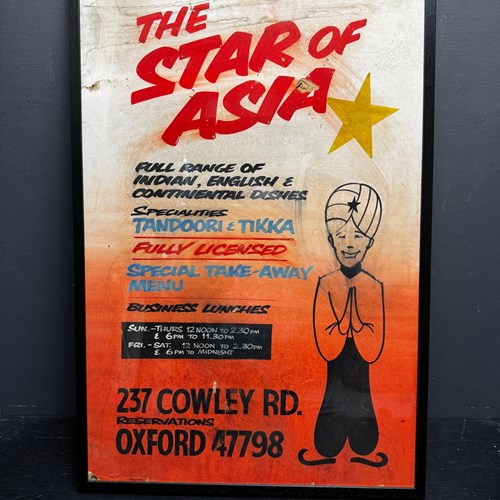 THE
STAR OF
ASIA
FULL RANGE OF
INDIAN, ENGLISH &
CONTINENTAL DISHES
SPECIALITIES
TANDOORI & TIKKA
FULLY LICENSED
SPECIAL TAKE-AWAY
MENU
BUSINESS LUNCHES
SUN.-THURS 12 NOON TO 2.30 PM
& 6 PM TO 11.30 PM
FRI.-SAT. 12 NOON TO 2.30 PM
& 6 PM TO MIDNIGHT
237 COWLEY RD.
RESERVATIONS
OXFORD 47798